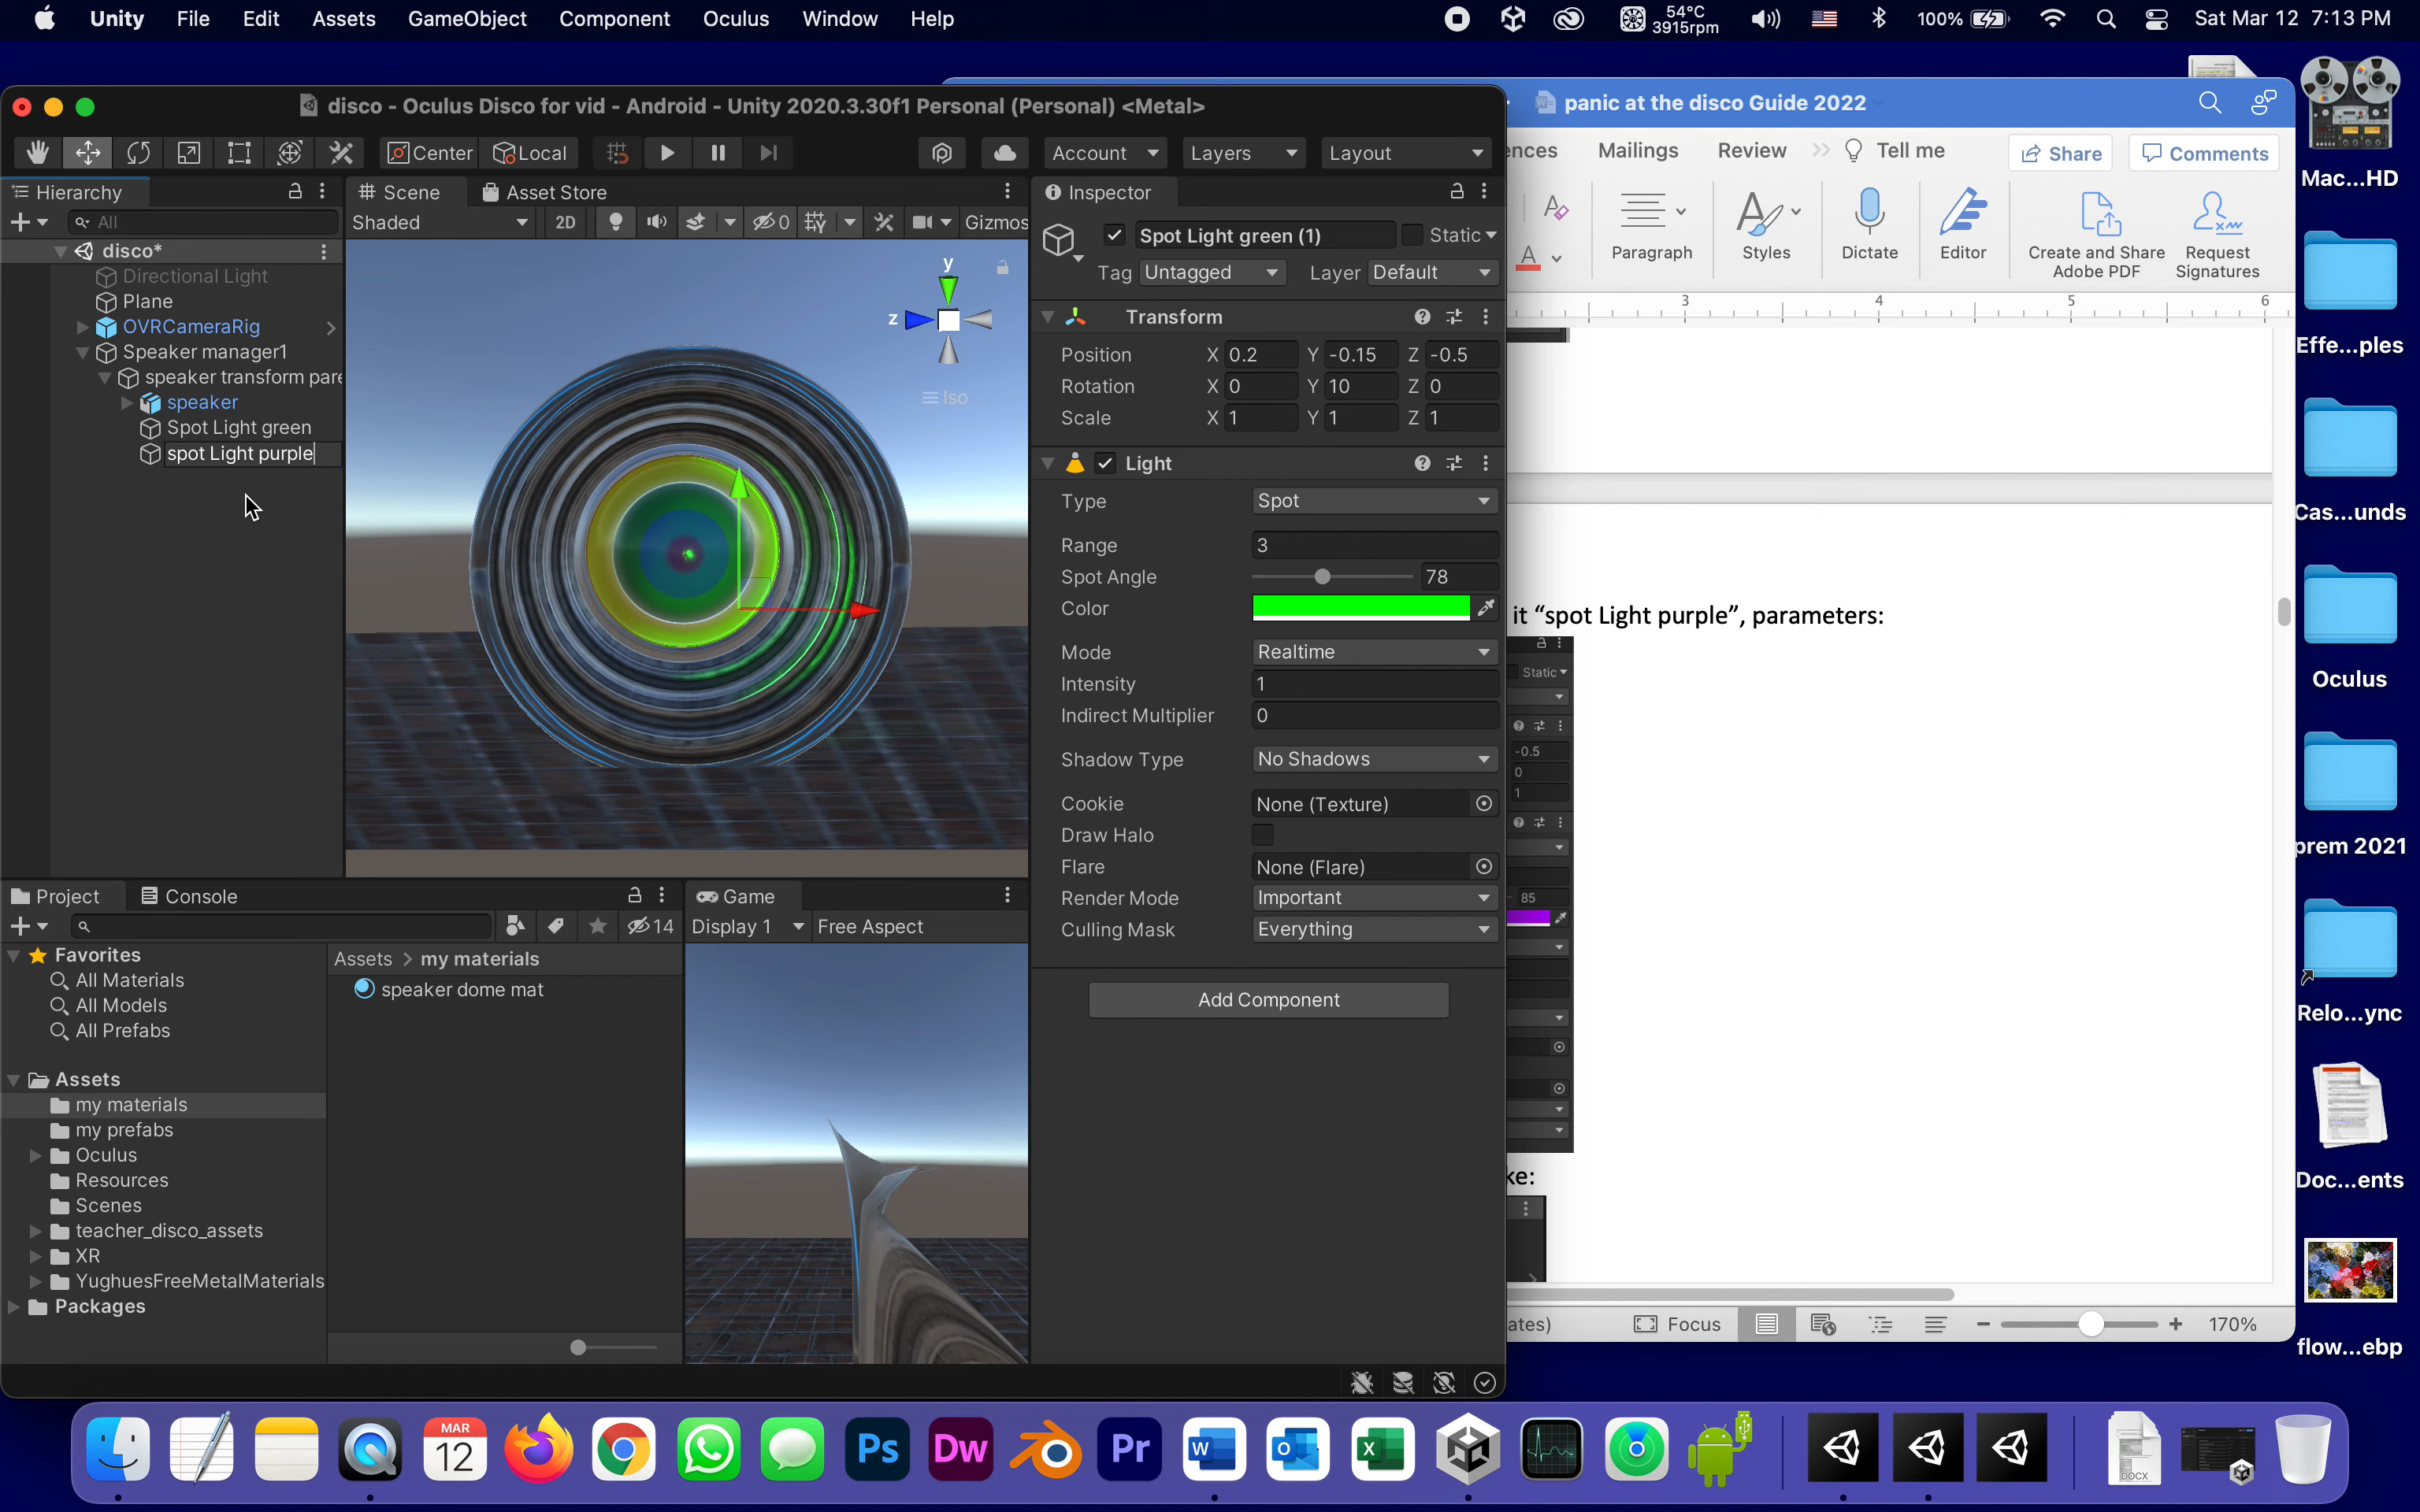 Unity File Edit Assets GameObject Component Oculus Window Help
54°C
3915rpm
100%
Sat Mar 12 7:13 PM
disco - Oculus Disco for vid - Android - Unity 2020.3.30f1 Personal (Personal) <Metal>
Center Local Account Layers Layout
Hierarchy
All
disco*
Directional Light
Plane
OVRCameraRig
Speaker manager1
speaker transform pare
speaker
Spot Light green
spot Light purple
Scene Asset Store
Shaded 2D 0 Gizmos
y
z
Iso
Inspector
Spot Light green (1) Static
Tag Untagged Layer Default
Transform
Position X 0.2 Y -0.15 Z -0.5
Rotation X 0 Y 10 Z 0
Scale X 1 Y 1 Z 1
Light
Type Spot
Range 3
Spot Angle 78
Color
Mode Realtime
Intensity 1
Indirect Multiplier 0
Shadow Type No Shadows
Cookie None (Texture)
Draw Halo
Flare None (Flare)
Render Mode Important
Culling Mask Everything
Add Component
Project Console
14
Favorites
All Materials
All Models
All Prefabs
Assets
my materials
my prefabs
Oculus
Resources
Scenes
teacher_disco_assets
XR
YughuesFreeMetalMaterials
Packages
Assets > my materials
speaker dome mat
Game
Display 1 Free Aspect
panic at the disco Guide 2022
ences Mailings Review Tell me Share Comments
A
A
Paragraph
Styles
Dictate
Editor
Create and Share
Adobe PDF
Request
Signatures
3 4 5 6
it “spot Light purple”, parameters:
Static
-0.5
0
1
85
ke:
ates) Focus 170%
Mac...HD
Effe...ples
Cas...unds
Oculus
prem 2021
Relo...ync
Doc...ents
flow...ebp
MAR
12
Ps
Dw
Pr
W
O
X
DOCX